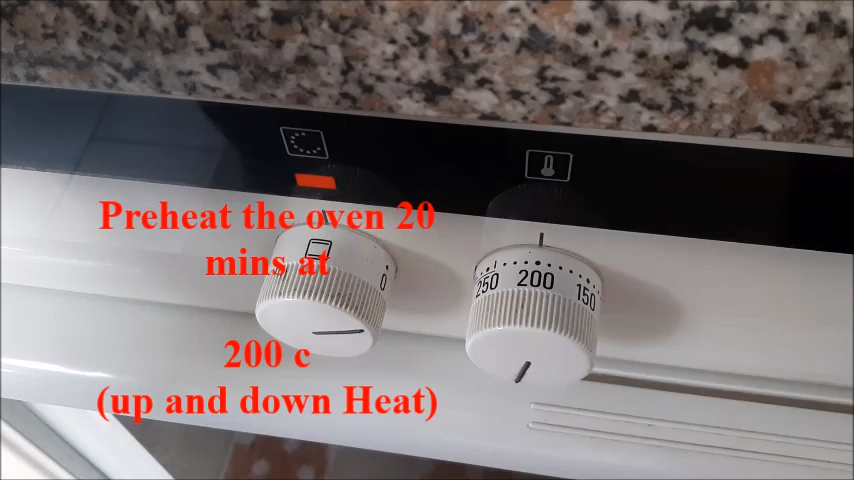 Preheat the oven 20
mins at
0
250 200 150
200 c
(up and down Heat)